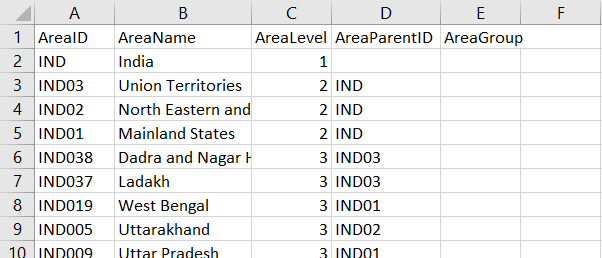 A B C D E F
1 AreaID AreaName AreaLevel AreaParentID AreaGroup
2 IND India 1
3 IND03 Union Territories 2 IND
4 IND02 North Eastern and 2 IND
5 IND01 Mainland States 2 IND
6 IND038 Dadra and Nagar H 3 IND03
7 IND037 Ladakh 3 IND03
8 IND019 West Bengal 3 IND01
9 IND005 Uttarakhand 3 IND02
10 IND009 Uttar Pradesh 3 IND01